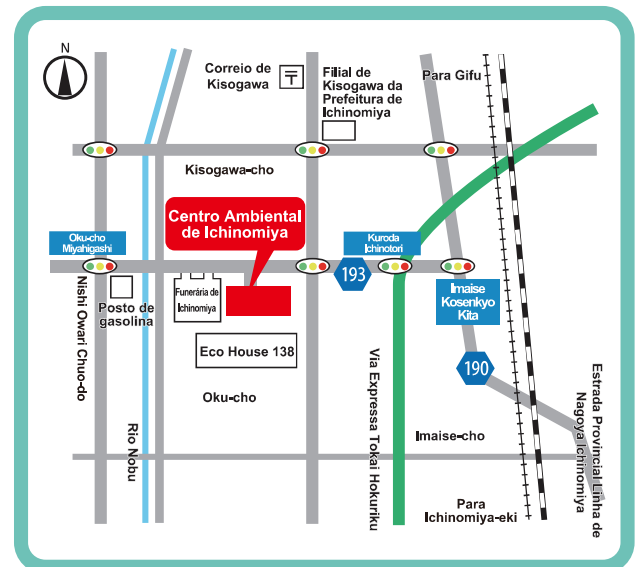 N
Correio de
Kisogawa
〒
Filial de
Kisogawa da
Prefeitura de
Ichinomiya
Para Gifu
Kisogawa-cho
Centro Ambiental
de Ichinomiya
Oku-cho
Miyahigashi
Kuroda
Ichinotori
193
Imaise
Kosenkyo
Kita
Nishi Owari Chuo-do
Posto de
gasolina
Funerária de
Ichinomiya
Eco House 138
190
Oku-cho
Rio Nobu
Via Expressa Tokai Hokuriku
Imaise-cho
Estrada Provincial Linha de
Nagoya Ichinomiya
Para
Ichinomiya-eki